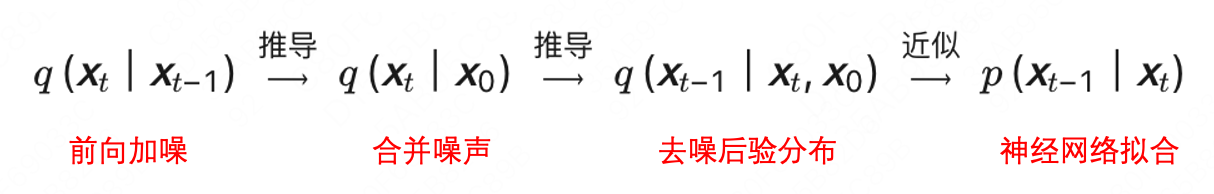 q (xₜ | xₜ₋₁) 推导 → q (xₜ | x₀) 推导 → q (xₜ₋₁ | xₜ, x₀) 近似 → p (xₜ₋₁ | xₜ)
前向加噪 合并噪声 去噪后验分布 神经网络拟合